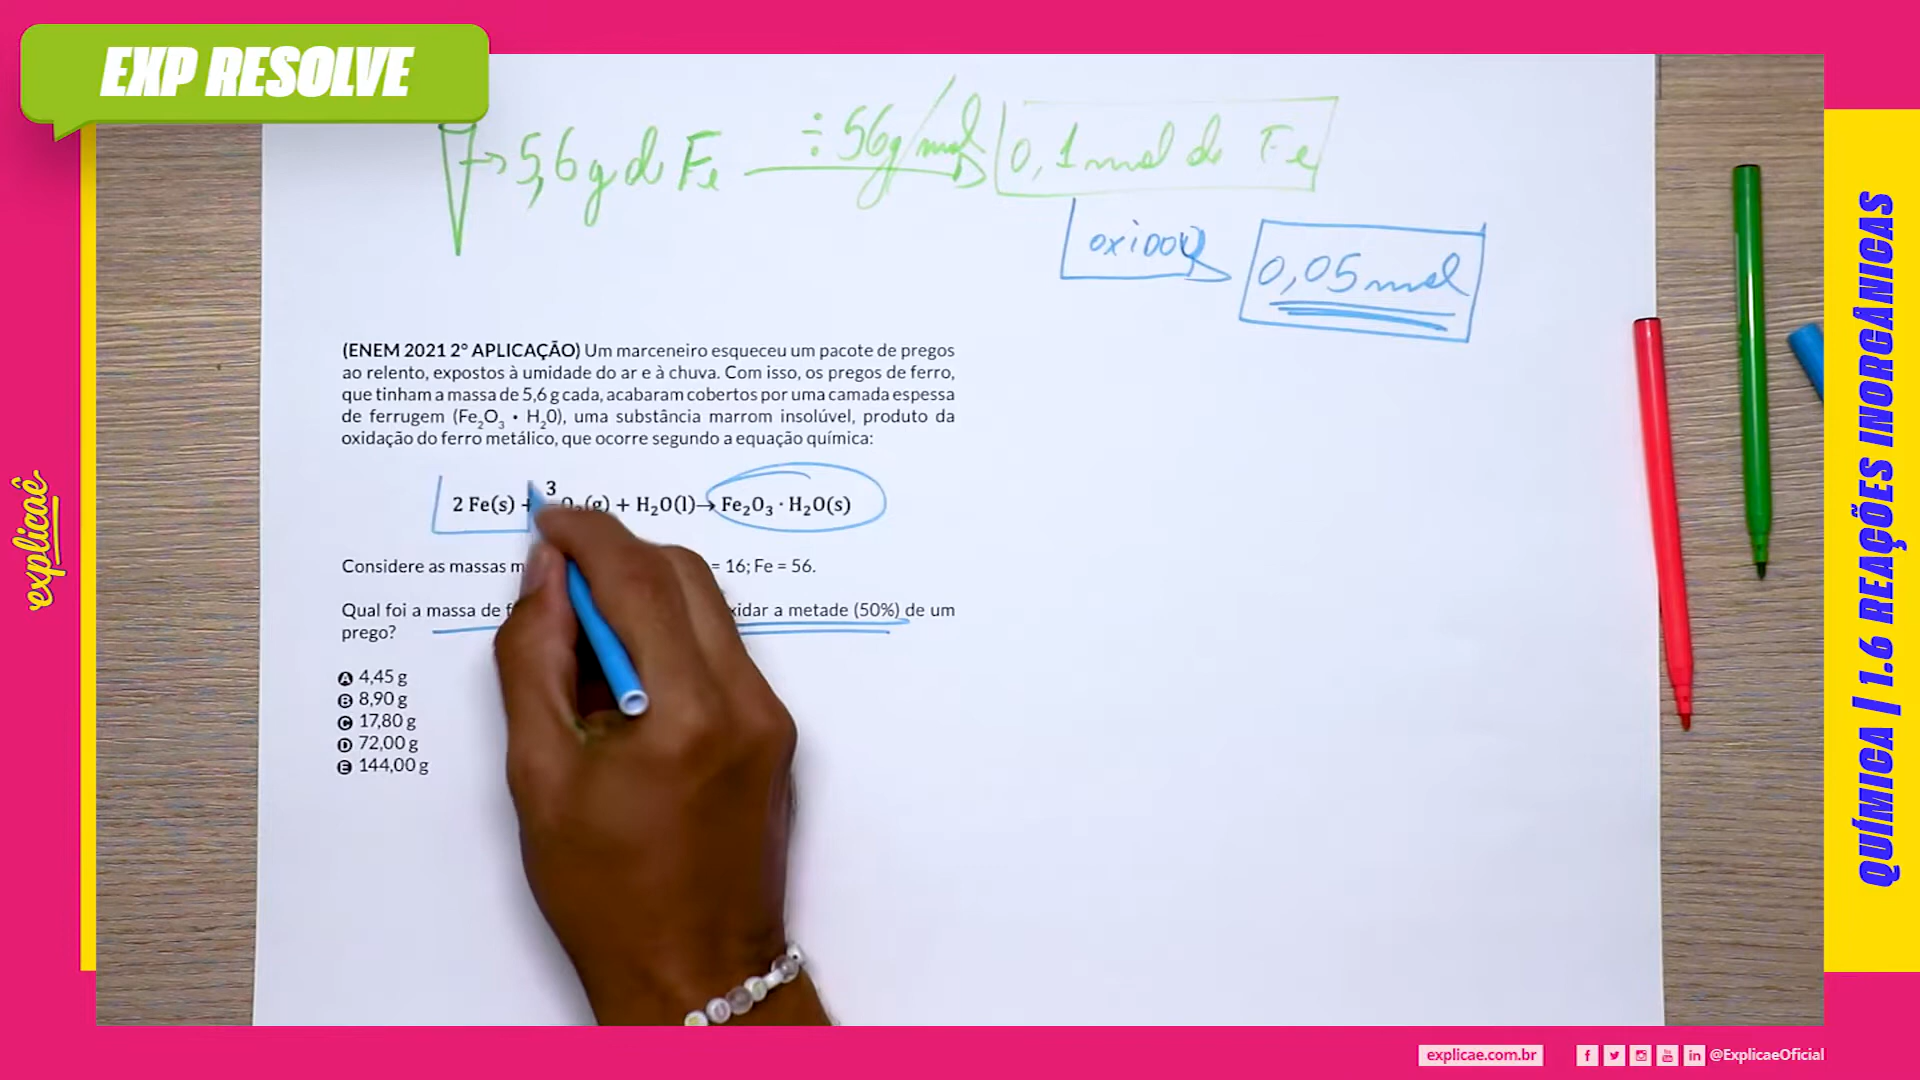 EXP RESOLVE
5,6g d Fe ÷ 56g/mol 0,1 mol de Fe
oxidou 0,05 mol
(ENEM 2021 2° APLICAÇÃO) Um marceneiro esqueceu um pacote de pregos
ao relento, expostos à umidade do ar e à chuva. Com isso, os pregos de ferro,
que tinham a massa de 5,6 g cada, acabaram cobertos por uma camada espessa
de ferrugem (Fe₂O₃ • H₂0), uma substância marrom insolúvel, produto da
oxidação do ferro metálico, que ocorre segundo a equação química:
2 Fe(s) + 3 O₂(g) + H₂O(l) → Fe₂O₃ · H₂O(s)
Considere as massas = 16; Fe = 56.
Qual foi a massa de a metade (50%) de um
prego?
A 4,45 g
B 8,90 g
C 17,80 g
D 72,00 g
E 144,00 g
explicaê
QUÍMICA | 1.6 REAÇÕES INORGÂNICAS
explicae.com.br
@ExplicaeOficial